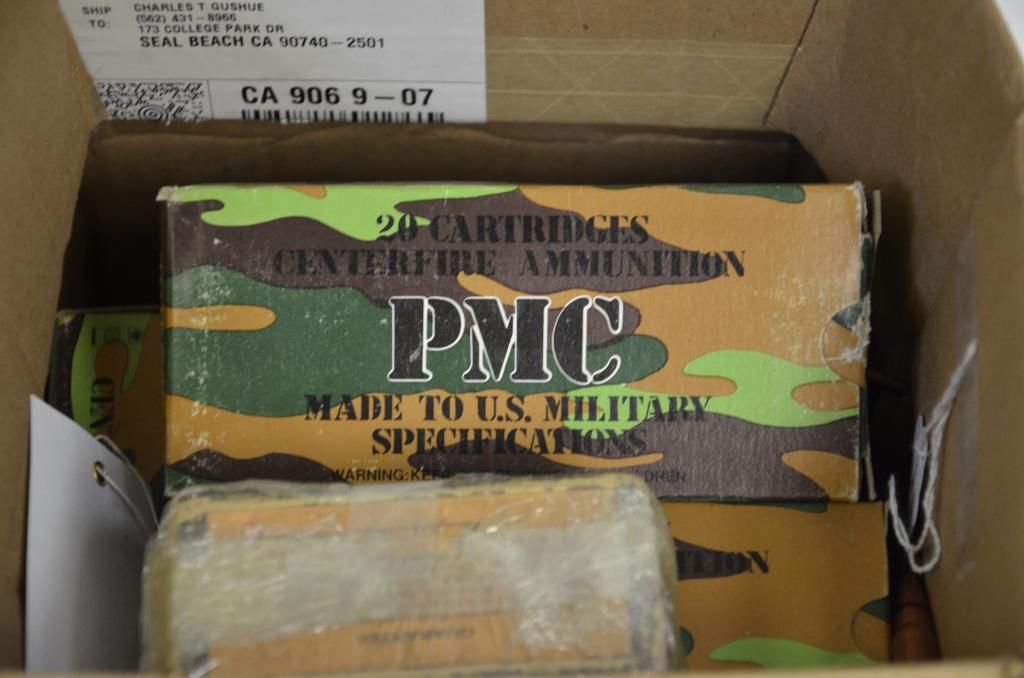 SHIP TO:
CHARLES T GUSHUE
(562) 431-8966
173 COLLEGE PARK DR
SEAL BEACH CA 90740-2501
CA 906 9-07
20 CARTRIDGES
CENTERFIRE AMMUNITION
PMC
MADE TO U.S. MILITARY
SPECIFICATIONS
WARNING:
CEN